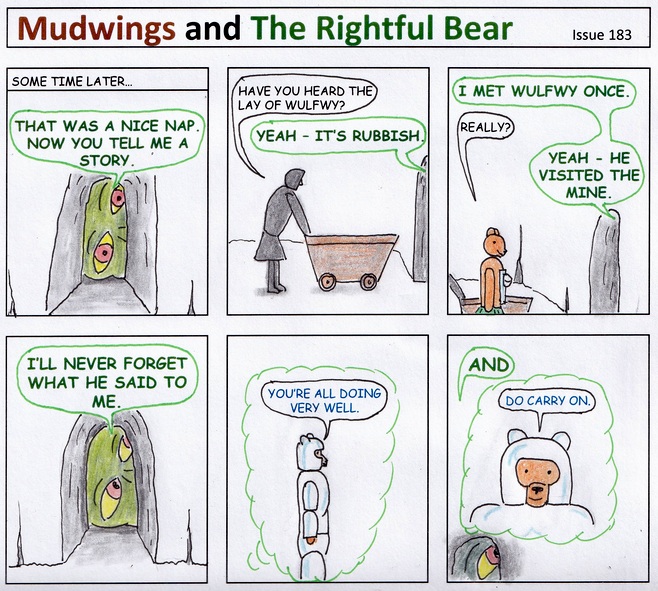 Mudwings and The Rightful Bear
Issue 183
SOME TIME LATER...
THAT WAS A NICE NAP.
NOW YOU TELL ME A
STORY.
HAVE YOU HEARD THE
LAY OF WULFWY?
YEAH - IT'S RUBBISH.
I MET WULFWY ONCE.
REALLY?
YEAH - HE
VISITED THE
MINE.
I'LL NEVER FORGET
WHAT HE SAID TO
ME.
YOU'RE ALL DOING
VERY WELL.
AND
DO CARRY ON.